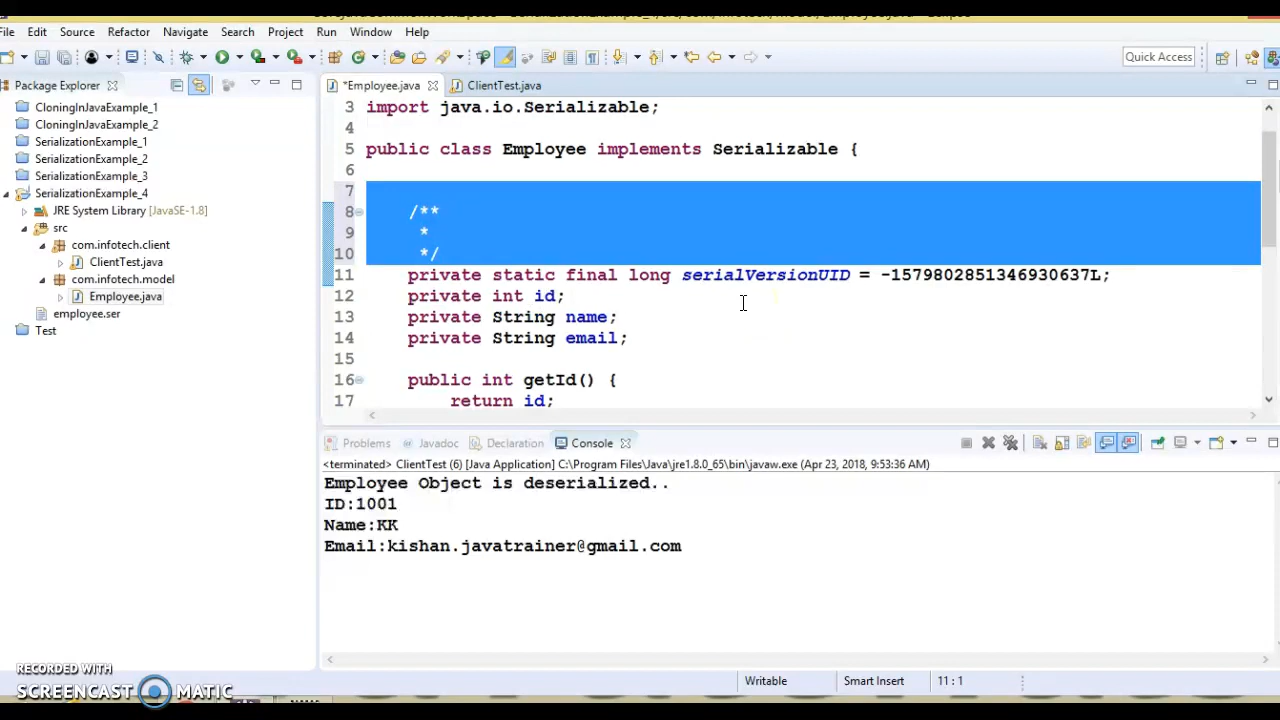 File Edit Source Refactor Navigate Search Project Run Window Help
Quick Access
Package Explorer
*Employee.java
ClientTest.java
CloningInJavaExample_1
CloningInJavaExample_2
SerializationExample_1
SerializationExample_2
SerializationExample_3
SerializationExample_4
JRE System Library [JavaSE-1.8]
src
com.infotech.client
ClientTest.java
com.infotech.model
Employee.java
employee.ser
Test
3 import java.io.Serializable;
4
5 public class Employee implements Serializable {
6
7
8 /**
9 *
10 */
11 private static final long serialVersionUID = -1579802851346930637L;
12 private int id;
13 private String name;
14 private String email;
15
16 public int getId() {
17 return id;
Problems Javadoc Declaration Console
<terminated> ClientTest (6) [Java Application] C:\Program Files\Java\jre1.8.0_65\bin\javaw.exe (Apr 23, 2018, 9:53:36 AM)
Employee Object is deserialized..
ID:1001
Name:KK
Email:kishan.javatrainer@gmail.com
RECORDED WITH
SCREENCAST MATIC
Writable
Smart Insert
11 : 1